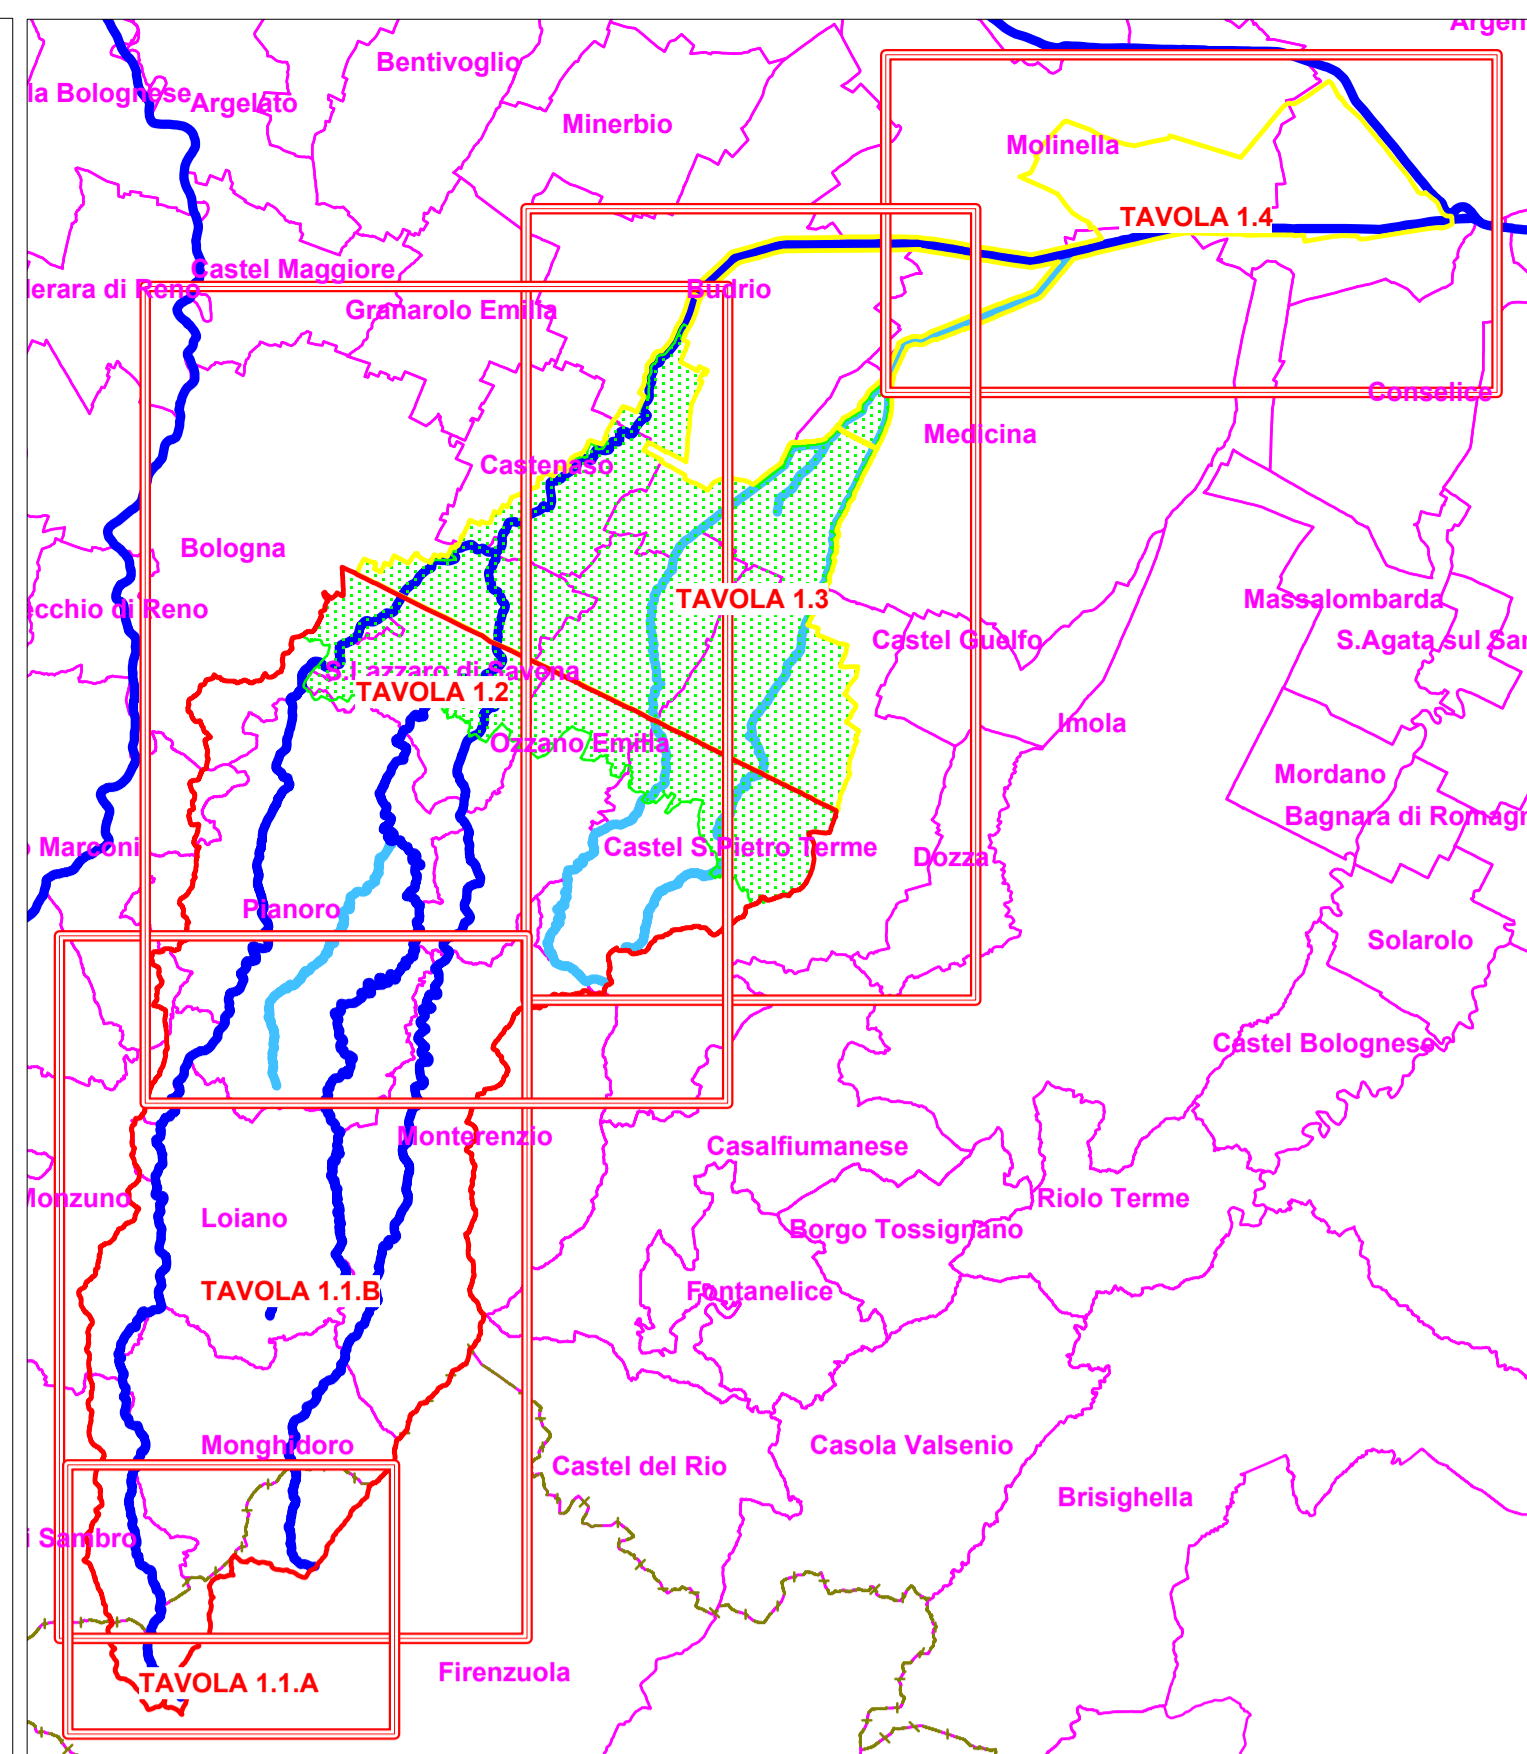 Argen
Bentivoglio
la Bolognese
Argelato
Minerbio
Molinella
TAVOLA 1.4
Castel Maggiore
derara di Reno
Budrio
Granarolo Emilia
Conselice
Medicina
Castenaso
Bologna
TAVOLA 1.3
Massalombarda
ecchio di Reno
Castel Guelfo
S.Agata sul San
S.Lazzaro di Savena
TAVOLA 1.2
Imola
Ozzano Emilia
Mordano
Bagnara di Romagn
o Marconi
Castel S.Pietro Terme
Dozza
Pianoro
Solarolo
Castel Bolognese
Monterenzio
Casalfiumanese
Monzuno
Riolo Terme
Loiano
Borgo Tossignano
TAVOLA 1.1.B
Fontanelice
Monghidoro
Casola Valsenio
Castel del Rio
Brisighella
i Sambro
Firenzuola
TAVOLA 1.1.A